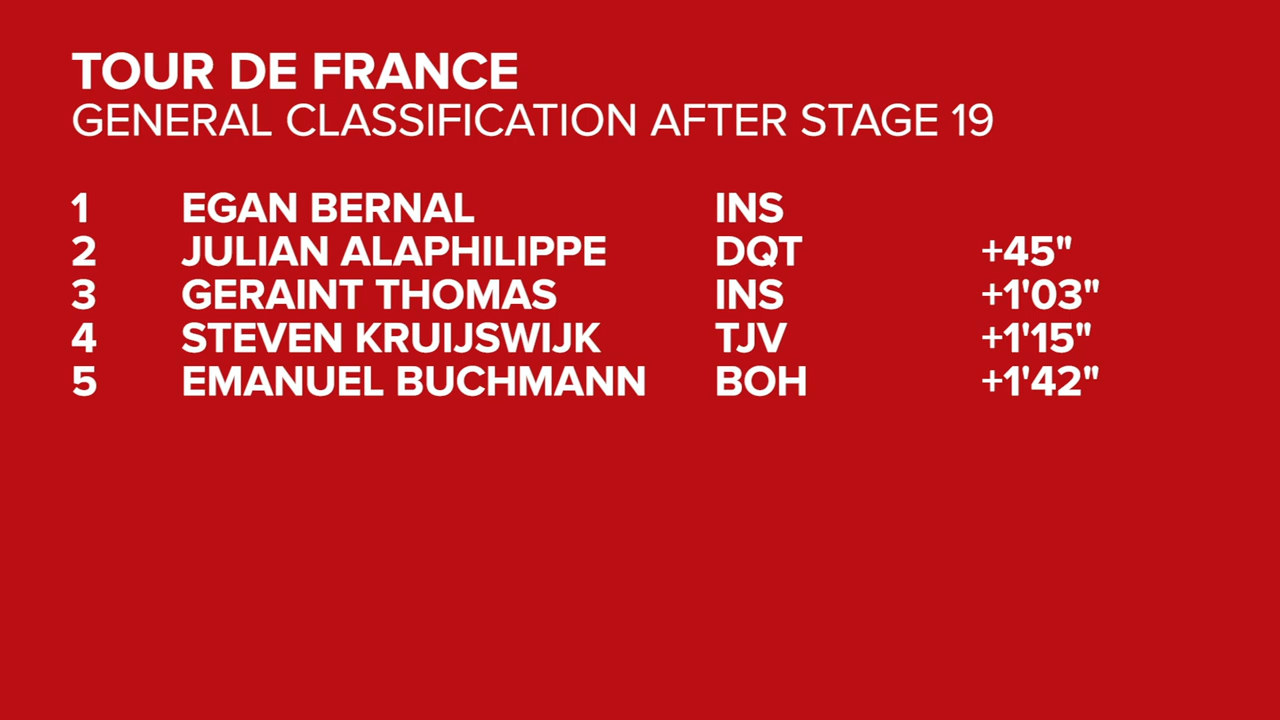 TOUR DE FRANCE
GENERAL CLASSIFICATION AFTER STAGE 19
1 EGAN BERNAL INS
2 JULIAN ALAPHILIPPE DQT +45"
3 GERAINT THOMAS INS +1'03"
4 STEVEN KRUIJSWIJK TJV +1'15"
5 EMANUEL BUCHMANN BOH +1'42"